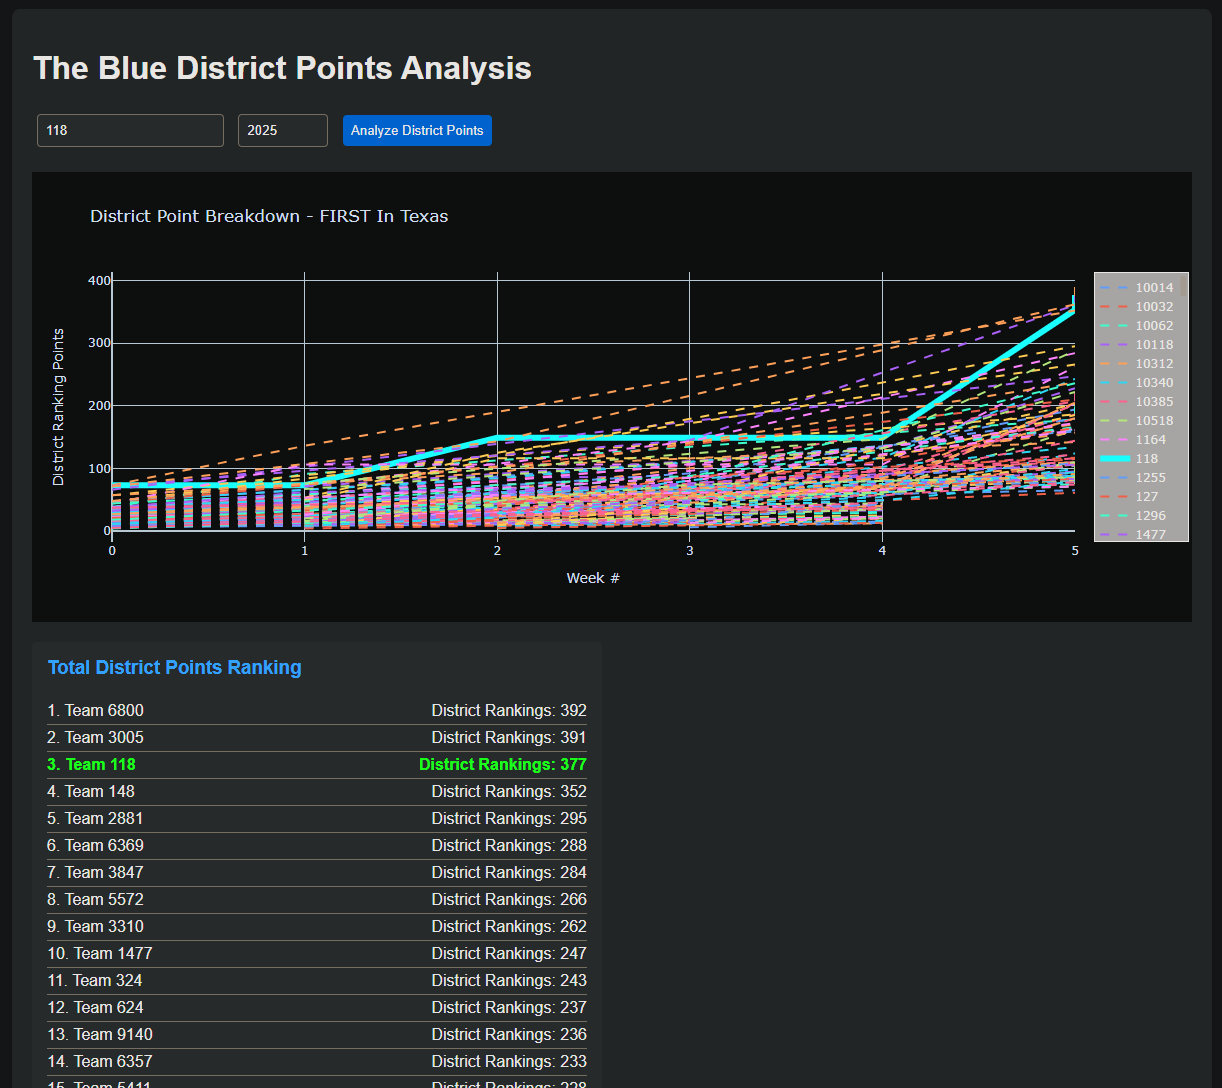 The Blue District Points Analysis
118 2025 Analyze District Points
District Point Breakdown - FIRST In Texas
District Ranking Points
400
300
200
100
0
0 1 2 3 4 5
Week #
10014
10032
10062
10118
10312
10340
10385
10518
1164
118
1255
127
1296
1477
Total District Points Ranking
1. Team 6800 District Rankings: 392
2. Team 3005 District Rankings: 391
3. Team 118 District Rankings: 377
4. Team 148 District Rankings: 352
5. Team 2881 District Rankings: 295
6. Team 6369 District Rankings: 288
7. Team 3847 District Rankings: 284
8. Team 5572 District Rankings: 266
9. Team 3310 District Rankings: 262
10. Team 1477 District Rankings: 247
11. Team 324 District Rankings: 243
12. Team 624 District Rankings: 237
13. Team 9140 District Rankings: 236
14. Team 6357 District Rankings: 233
15. Team 5411 District Rankings: 228